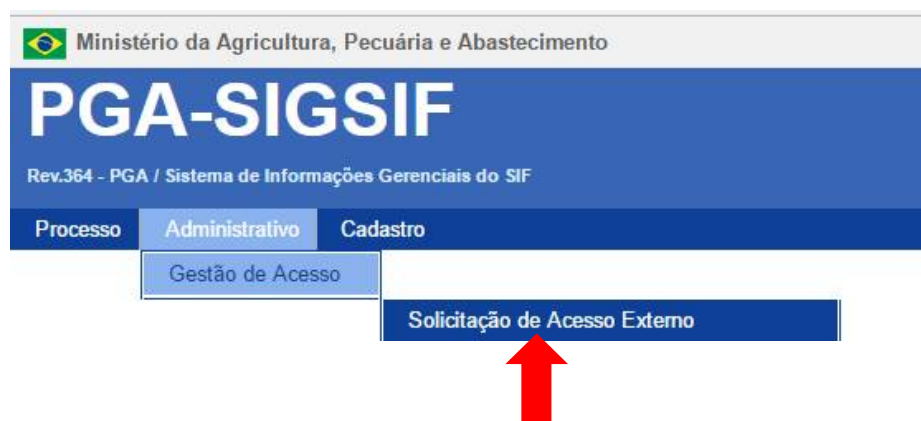 Ministério da Agricultura, Pecuária e Abastecimento
PGA-SIGSIF
Rev.364 - PGA / Sistema de Informações Gerenciais do SIF
Processo Administrativo Cadastro
Gestão de Acesso
Solicitação de Acesso Externo